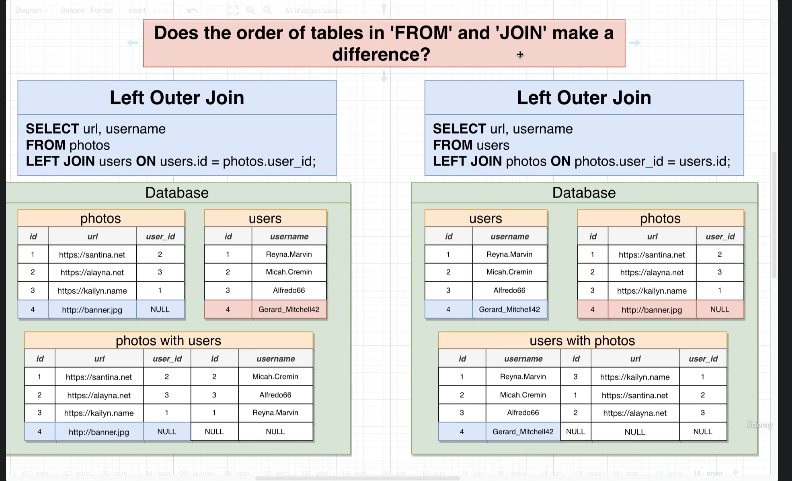 Diagram Shapes Format Insert All changes saved
Does the order of tables in 'FROM' and 'JOIN' make a
difference?
Left Outer Join
SELECT url, username
FROM photos
LEFT JOIN users ON users.id = photos.user_id;
Database
photos
id url user_id
1 https://santina.net 2
2 https://alayna.net 3
3 https://kailyn.name 1
4 http://banner.jpg NULL
users
id username
1 Reyna.Marvin
2 Micah.Cremin
3 Alfredo66
4 Gerard_Mitchell42
photos with users
id url user_id id username
1 https://santina.net 2 2 Micah.Cremin
2 https://alayna.net 3 3 Alfredo66
3 https://kailyn.name 1 1 Reyna.Marvin
4 http://banner.jpg NULL NULL NULL
Left Outer Join
SELECT url, username
FROM users
LEFT JOIN photos ON photos.user_id = users.id;
Database
users
id username
1 Reyna.Marvin
2 Micah.Cremin
3 Alfredo66
4 Gerard_Mitchell42
photos
id url user_id
1 https://santina.net 2
2 https://alayna.net 3
3 https://kailyn.name 1
4 http://banner.jpg NULL
users with photos
id username id url user_id
1 Reyna.Marvin 3 https://kailyn.name 1
2 Micah.Cremin 1 https://santina.net 2
3 Alfredo66 2 https://alayna.net 3
4 Gerard_Mitchell42 NULL NULL NULL
Udemy